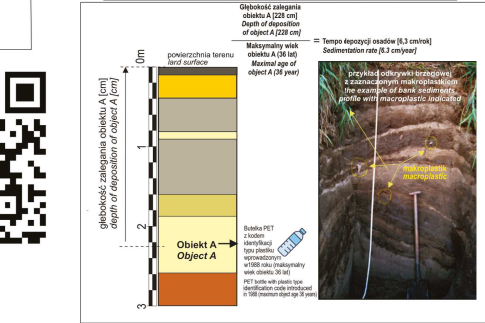 Głębokość zalegania
obiektu A [228 cm]
Depth of deposition
of object A [228 cm]
Maksymalny wiek
obiektu A (36 lat)
Maximal age of
object A (36 year)
= Tempo depozycji osadów [6,3 cm/rok]
Sedimentation rate [6.3 cm/year]
głębokość zalegania obiektu A [cm]
depth of deposition of object A [cm]
0m
1
2
3
powierzchnia terenu
land surface
Obiekt A
Object A
Butelka PET
z kodem
identyfikacji
typu plastiku
wprowadzonym
w1988 roku (maksymalny
wiek obiektu 36 lat)
PET bottle with plastic type
identification code introduced
in 1988 (maximum object age 36 years)
przykład odkrywki brzegowej
z zaznaczonym makroplastkiem
the example of bank sediments
profile with macroplastic indicated
makroplastik
macroplastic